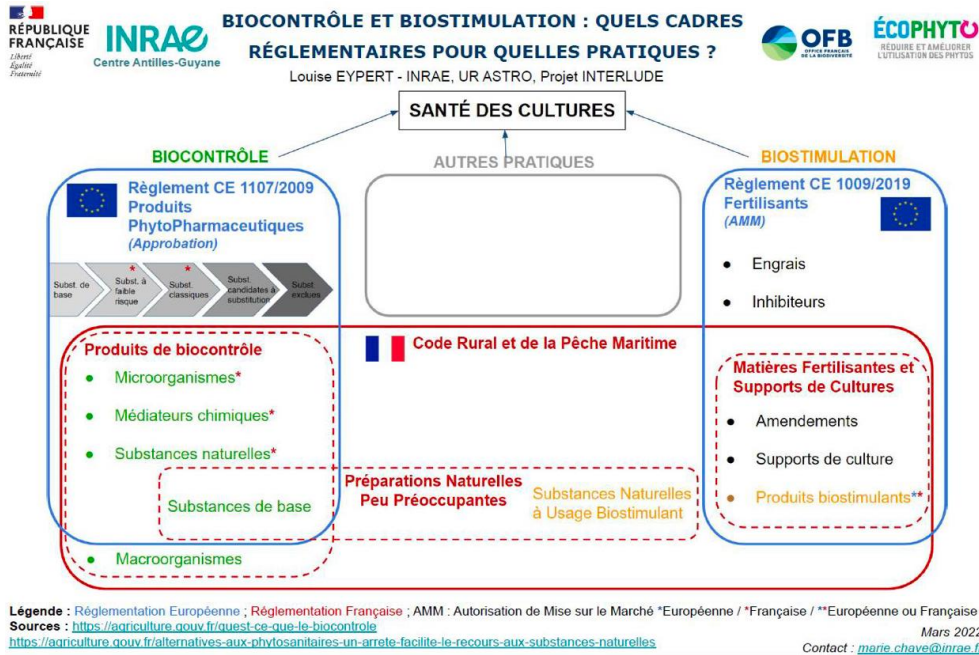 RÉPUBLIQUE
FRANÇAISE
Liberté
Égalité
Fraternité
INRAE
Centre Antilles-Guyane
BIOCONTRÔLE ET BIOSTIMULATION : QUELS CADRES
RÉGLEMENTAIRES POUR QUELLES PRATIQUES ?
Louise EYPERT - INRAE, UR ASTRO, Projet INTERLUDE
OFB
OFFICE FRANÇAIS
DE LA BIODIVERSITÉ
ÉCOPHYTO
RÉDUIRE ET AMÉLIORER
L'UTILISATION DES PHYTOS
SANTÉ DES CULTURES
BIOCONTRÔLE
AUTRES PRATIQUES
BIOSTIMULATION
Règlement CE 1107/2009
Produits
PhytoPharmaceutiques
(Approbation)
Subst. de
base
*
Subst. à
faible
risque
*
Subst.
classiques
Subst.
candidates à
substitution
Subst.
exclues
Règlement CE 1009/2019
Fertilisants
(AMM)
● Engrais
● Inhibiteurs
Code Rural et de la Pêche Maritime
Produits de biocontrôle
● Microorganismes*
● Médiateurs chimiques*
● Substances naturelles*
Substances de base
● Macroorganismes
Préparations Naturelles
Peu Préoccupantes
Substances Naturelles
à Usage Biostimulant
Matières Fertilisantes et
Supports de Cultures
● Amendements
● Supports de culture
● Produits biostimulants**
Légende : Réglementation Européenne ; Réglementation Française ; AMM : Autorisation de Mise sur le Marché *Européenne / *Française / **Européenne ou Française
Sources : https://agriculture.gouv.fr/quest-ce-que-le-biocontrole
https://agriculture.gouv.fr/alternatives-aux-phytosanitaires-un-arrete-facilite-le-recours-aux-substances-naturelles
Mars 2022
Contact : marie.chave@inrae.f